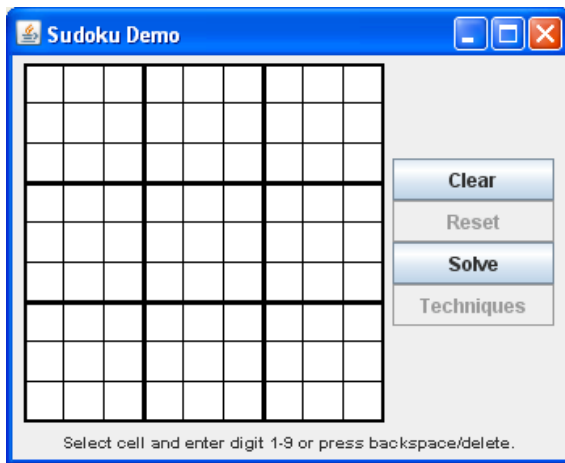 Sudoku Demo
Clear
Reset
Solve
Techniques
Select cell and enter digit 1-9 or press backspace/delete.